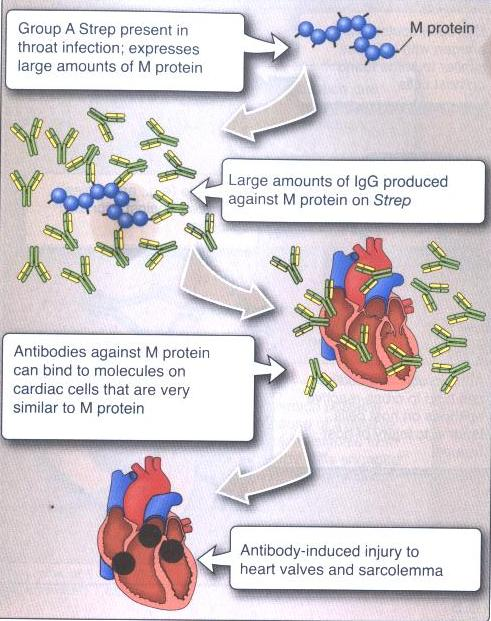 Group A Strep present in
throat infection; expresses
large amounts of M protein
M protein
Large amounts of IgG produced
against M protein on Strep
Antibodies against M protein
can bind to molecules on
cardiac cells that are very
similar to M protein
Antibody-induced injury to
heart valves and sarcolemma